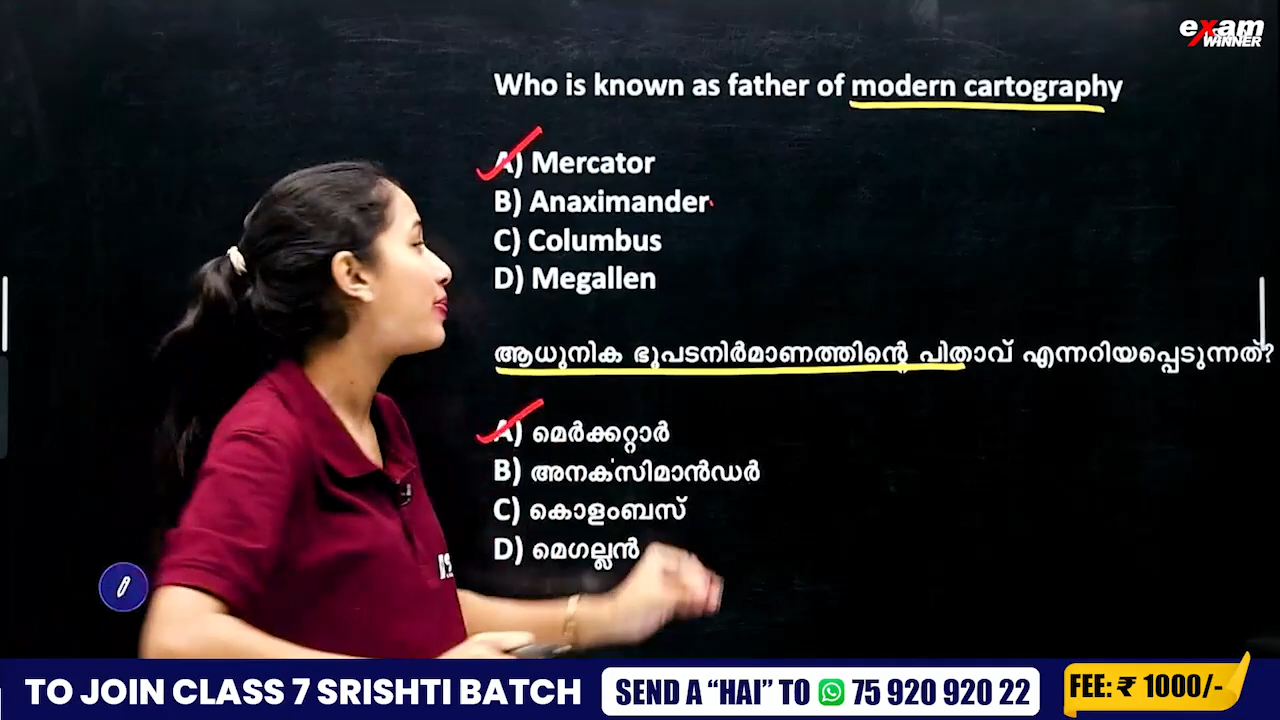 exam
WINNER
Who is known as father of modern cartography
A) Mercator
B) Anaximander
C) Columbus
D) Megallen
ആധുനിക ഭൂപടനിർമാണത്തിന്റെ പിതാവ് എന്നറിയപ്പെടുന്നത്?
A) മെർക്കറ്റാർ
B) അനക്സിമാൻഡർ
C) കൊളംബസ്
D) മെഗല്ലൻ
TO JOIN CLASS 7 SRISHTI BATCH
SEND A “HAI” TO 75 920 920 22
FEE: ₹ 1000/-